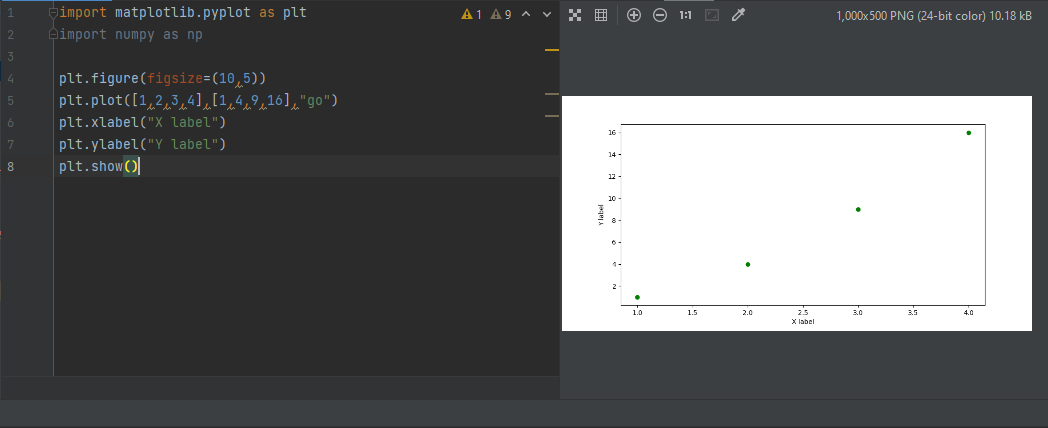 1 import matplotlib.pyplot as plt
2 import numpy as np
3
4 plt.figure(figsize=(10,5))
5 plt.plot([1,2,3,4],[1,4,9,16],"go")
6 plt.xlabel("X label")
7 plt.ylabel("Y label")
8 plt.show()
1 9
1:1
1,000x500 PNG (24-bit color) 10.18 kB
16
14
12
10
8
6
4
2
Y label
1.0 1.5 2.0 2.5 3.0 3.5 4.0
X label